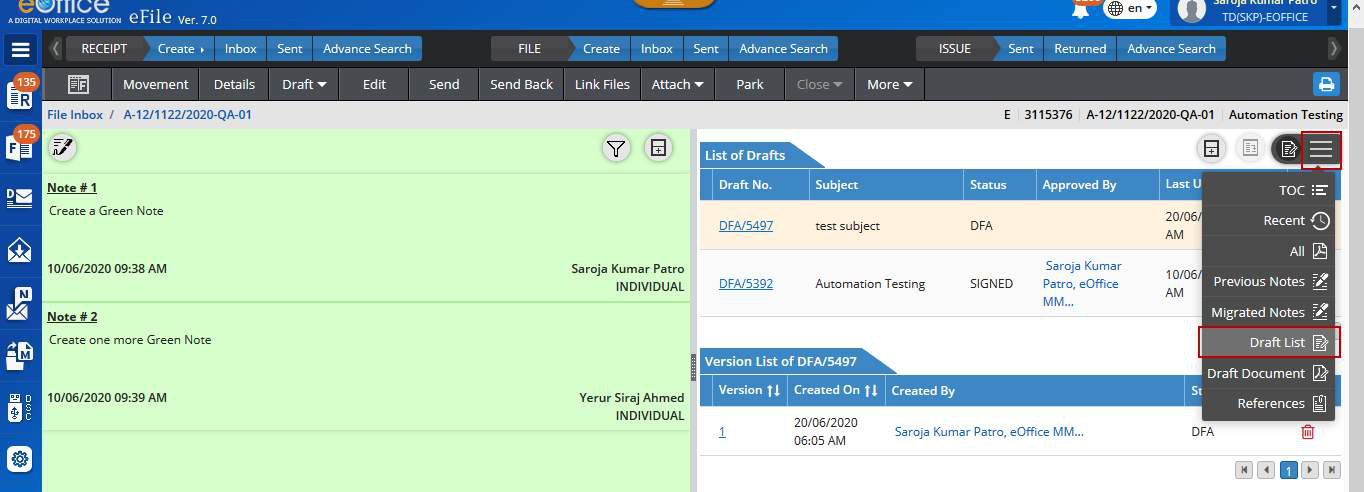 eOffice
A DIGITAL WORKPLACE SOLUTION
eFile Ver. 7.0
en
Saroja Kumar Patro
TD(SKP)-EOFFICE
RECEIPT Create Inbox Sent Advance Search FILE Create Inbox Sent Advance Search ISSUE Sent Returned Advance Search
135
R
175
F
D
N
M
DSC
F Movement Details Draft Edit Send Send Back Link Files Attach Park Close More
File Inbox / A-12/1122/2020-QA-01
E 3115376 A-12/1122/2020-QA-01 Automation Testing
Note # 1
Create a Green Note
10/06/2020 09:38 AM
Saroja Kumar Patro
INDIVIDUAL
Note # 2
Create one more Green Note
10/06/2020 09:39 AM
Yerur Siraj Ahmed
INDIVIDUAL
List of Drafts
Draft No. Subject Status Approved By Last U
DFA/5497 test subject DFA 20/06/
AM
DFA/5392 Automation Testing SIGNED Saroja Kumar
Patro, eOffice
MM... 10/06/
AM
TOC
Recent
All
Previous Notes
Migrated Notes
Draft List
Draft Document
References
Version List of DFA/5497
Version Created On Created By St
1 20/06/2020
06:05 AM Saroja Kumar Patro, eOffice MM... DFA
1